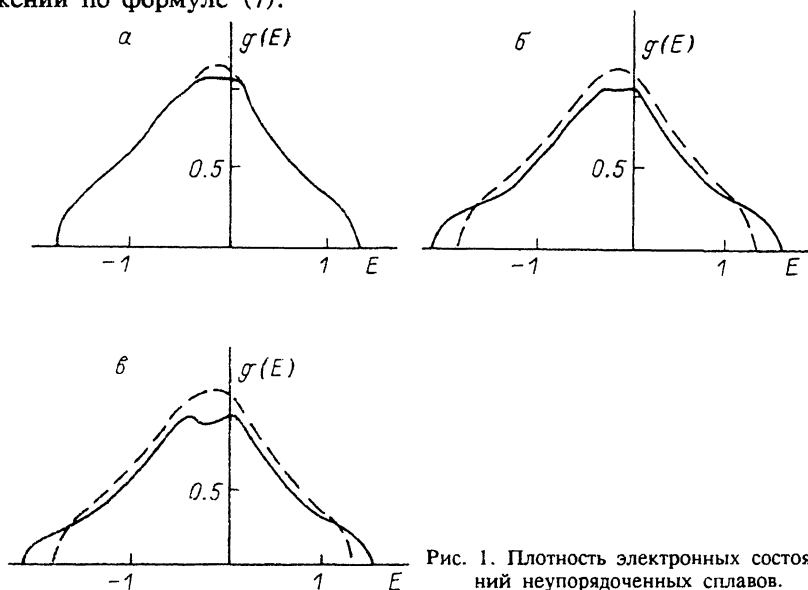 жений по формуле (7).
а g(E)
0.5
-1 1 E
б g(E)
0.5
-1 1 E
в g(E)
0.5
-1 1 E
Рис. 1. Плотность электронных состоя-
ний неупорядоченных сплавов.